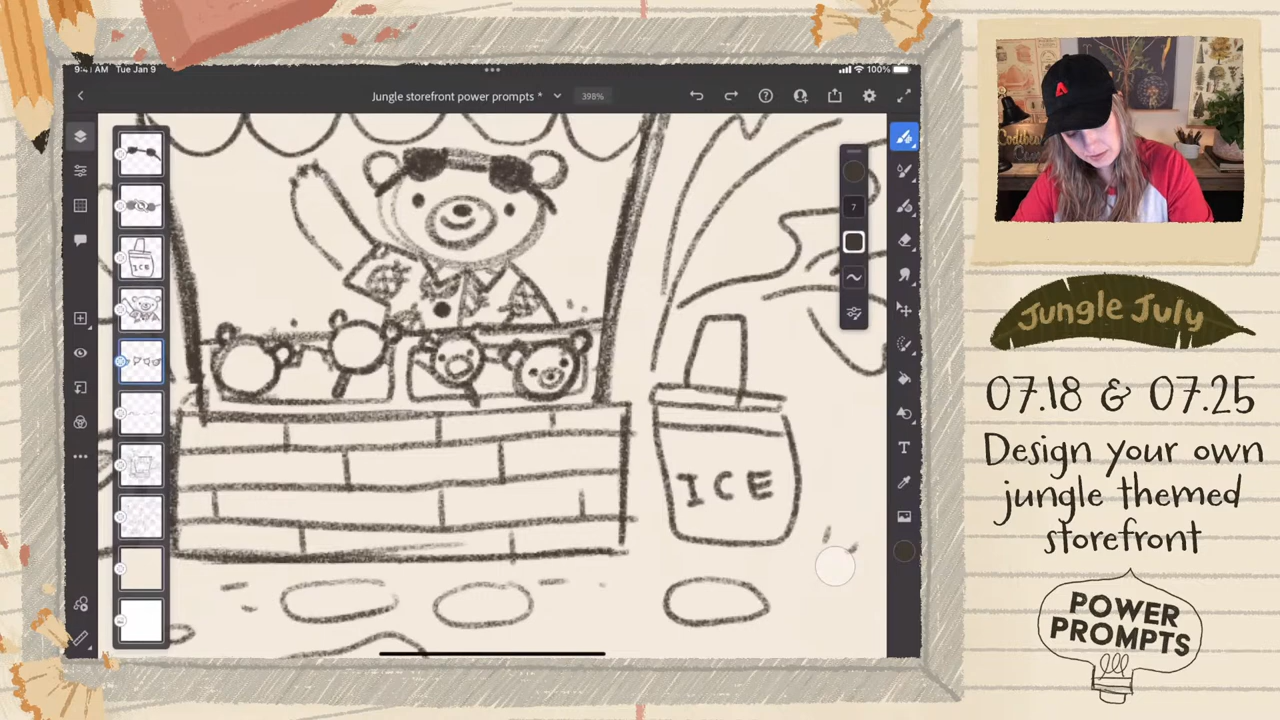 9:41 AM Tue Jan 9
100%
Jungle storefront power prompts *
398%
7
ICE
ICE
T
A
Jungle July
07.18 & 07.25
Design your own
jungle themed
storefront
POWER
PROMPTS